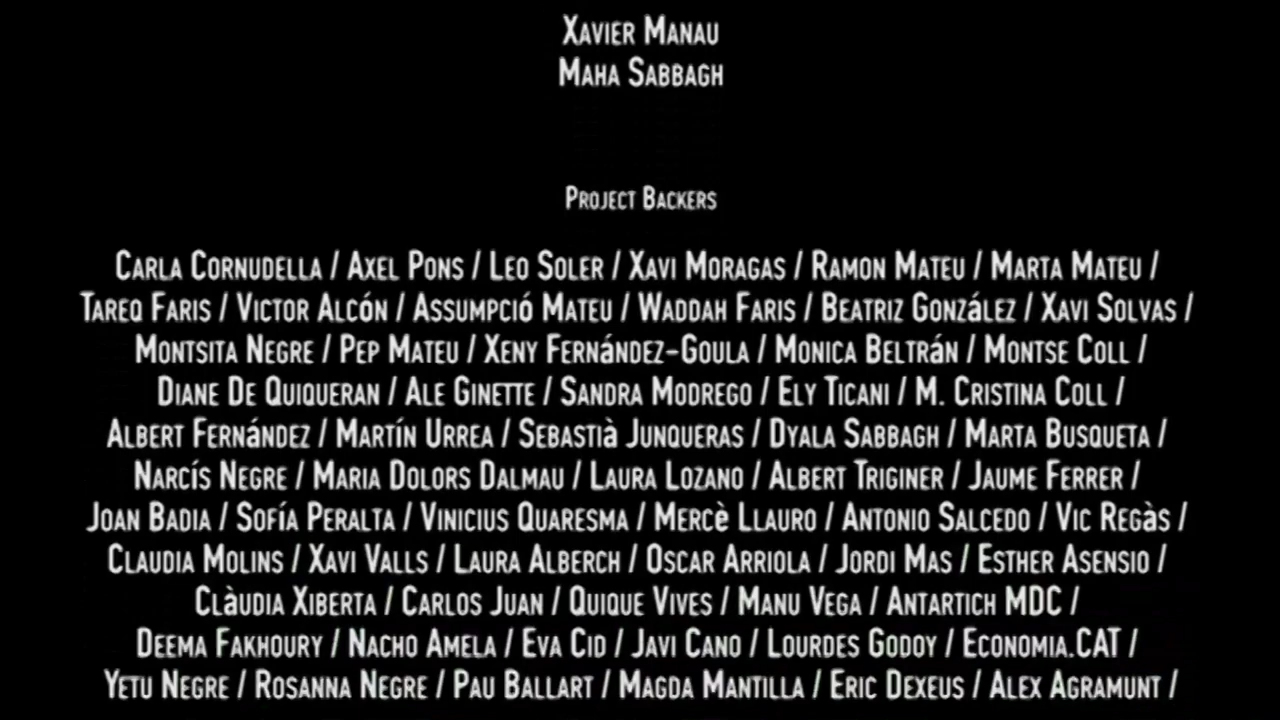 Xavier Manau
Maha Sabbagh
Project Backers
Carla Cornudella / Axel Pons / Leo Soler / Xavi Moragas / Ramon Mateu / Marta Mateu /
Tareq Faris / Victor Alcón / Assumpció Mateu / Waddah Faris / Beatriz González / Xavi Solvas /
Montsita Negre / Pep Mateu / Xeny Fernández-Goula / Monica Beltrán / Montse Coll /
Diane De Quiqueran / Ale Ginette / Sandra Modrego / Ely Ticani / M. Cristina Coll /
Albert Fernández / Martín Urrea / Sebastià Junqueras / Dyala Sabbagh / Marta Busqueta /
Narcís Negre / Maria Dolors Dalmau / Laura Lozano / Albert Triginer / Jaume Ferrer /
Joan Badia / Sofía Peralta / Vinicius Quaresma / Mercè Llauro / Antonio Salcedo / Vic Regàs /
Claudia Molins / Xavi Valls / Laura Alberch / Oscar Arriola / Jordi Mas / Esther Asensio /
Clàudia Xiberta / Carlos Juan / Quique Vives / Manu Vega / Antartich MDC /
Deema Fakhoury / Nacho Amela / Eva Cid / Javi Cano / Lourdes Godoy / Economia.CAT /
Yetu Negre / Rosanna Negre / Pau Ballart / Magda Mantilla / Eric Dexeus / Alex Agramunt /